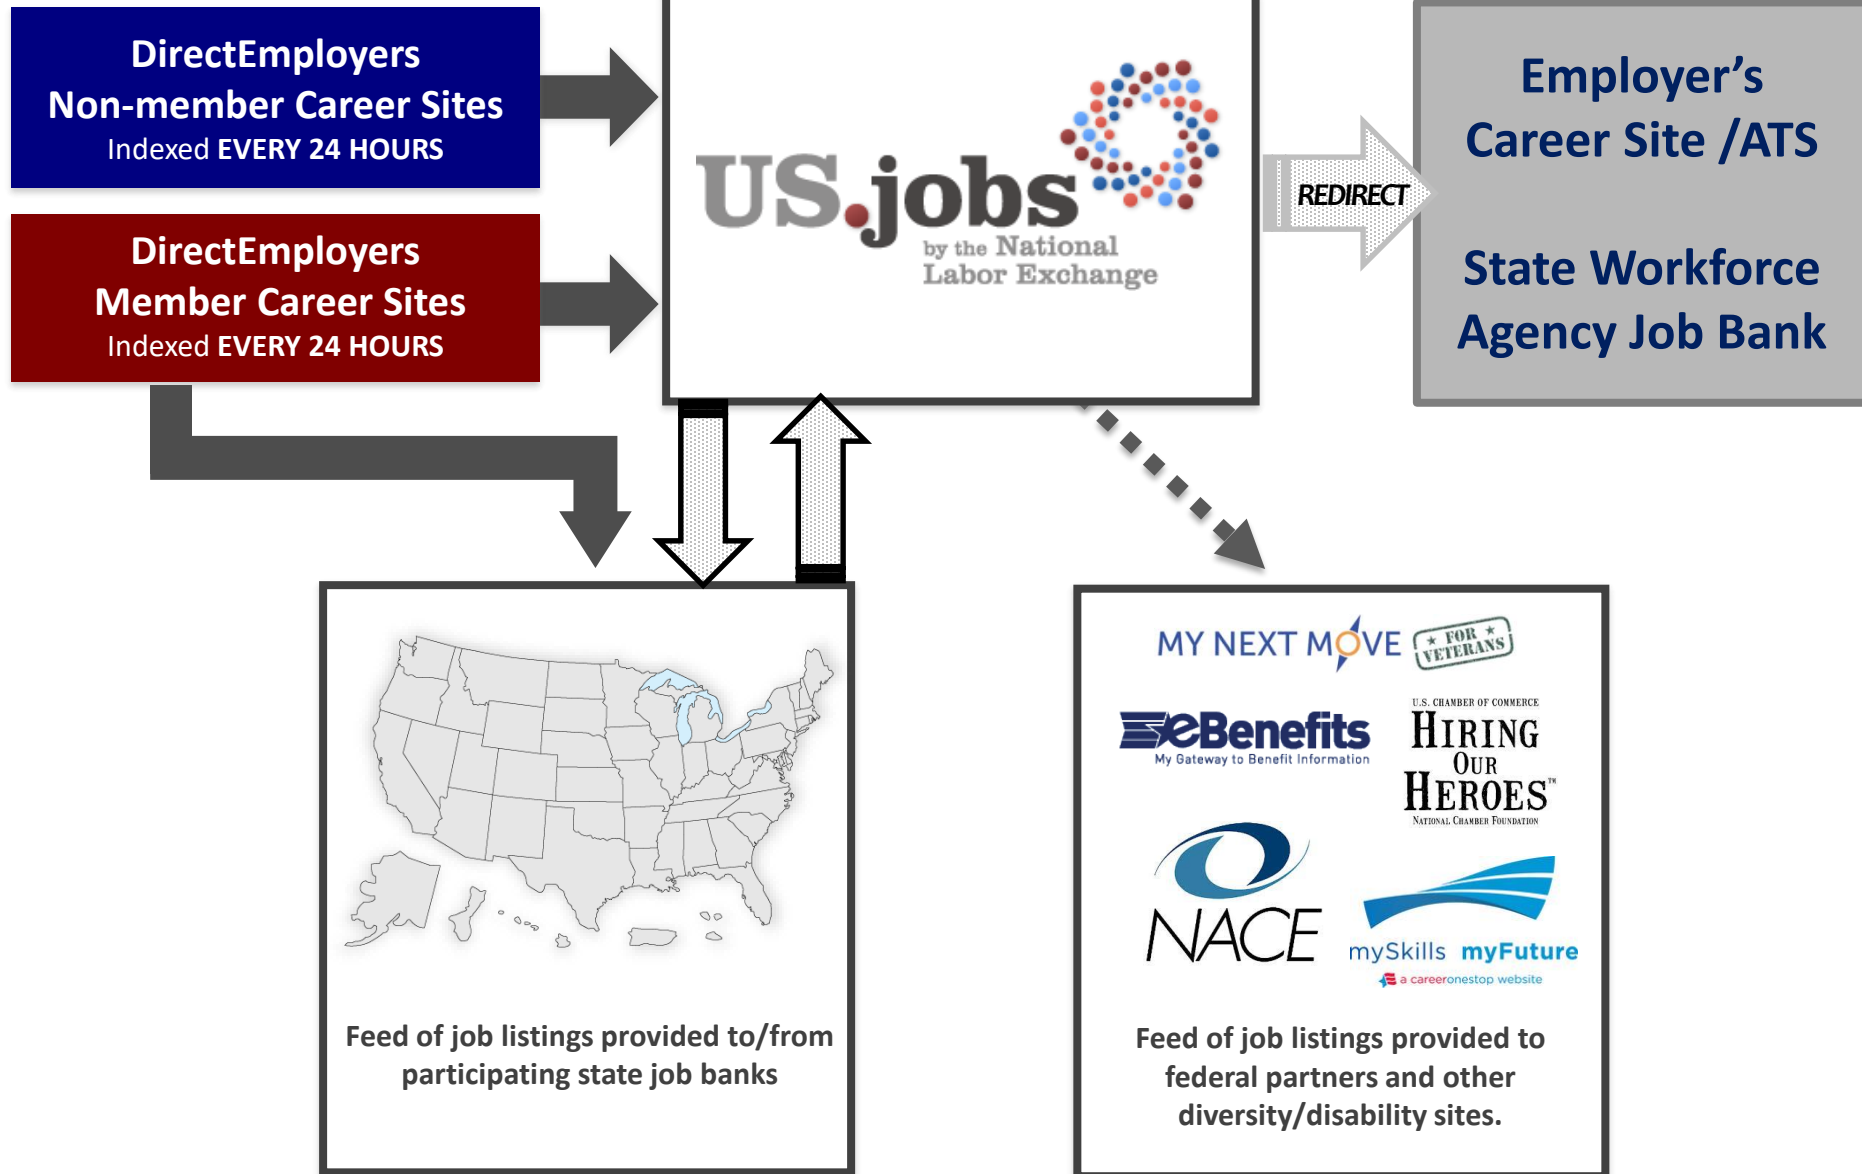 DirectEmployers
Non-member Career Sites
Indexed EVERY 24 HOURS
DirectEmployers
Member Career Sites
Indexed EVERY 24 HOURS
US.jobs
by the National
Labor Exchange
REDIRECT
Employer’s
Career Site /ATS
State Workforce
Agency Job Bank
Feed of job listings provided to/from
participating state job banks
MY NEXT MOVE
FOR
VETERANS
eBenefits
My Gateway to Benefit Information
U.S. CHAMBER OF COMMERCE
HIRING
OUR
HEROES™
NATIONAL CHAMBER FOUNDATION
NACE
mySkills myFuture
a careeronestop website
Feed of job listings provided to
federal partners and other
diversity/disability sites.